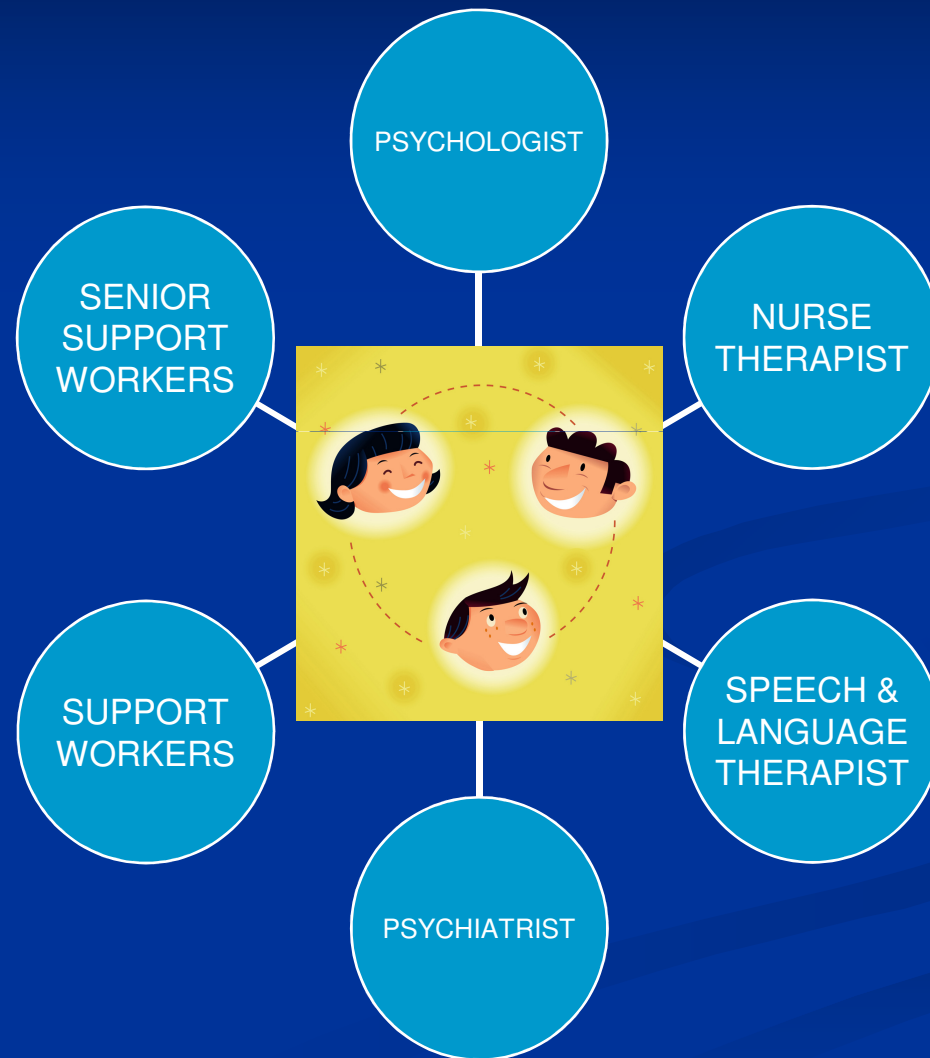 PSYCHOLOGIST
SENIOR
SUPPORT
WORKERS
NURSE
THERAPIST
SUPPORT
WORKERS
SPEECH &
LANGUAGE
THERAPIST
PSYCHIATRIST